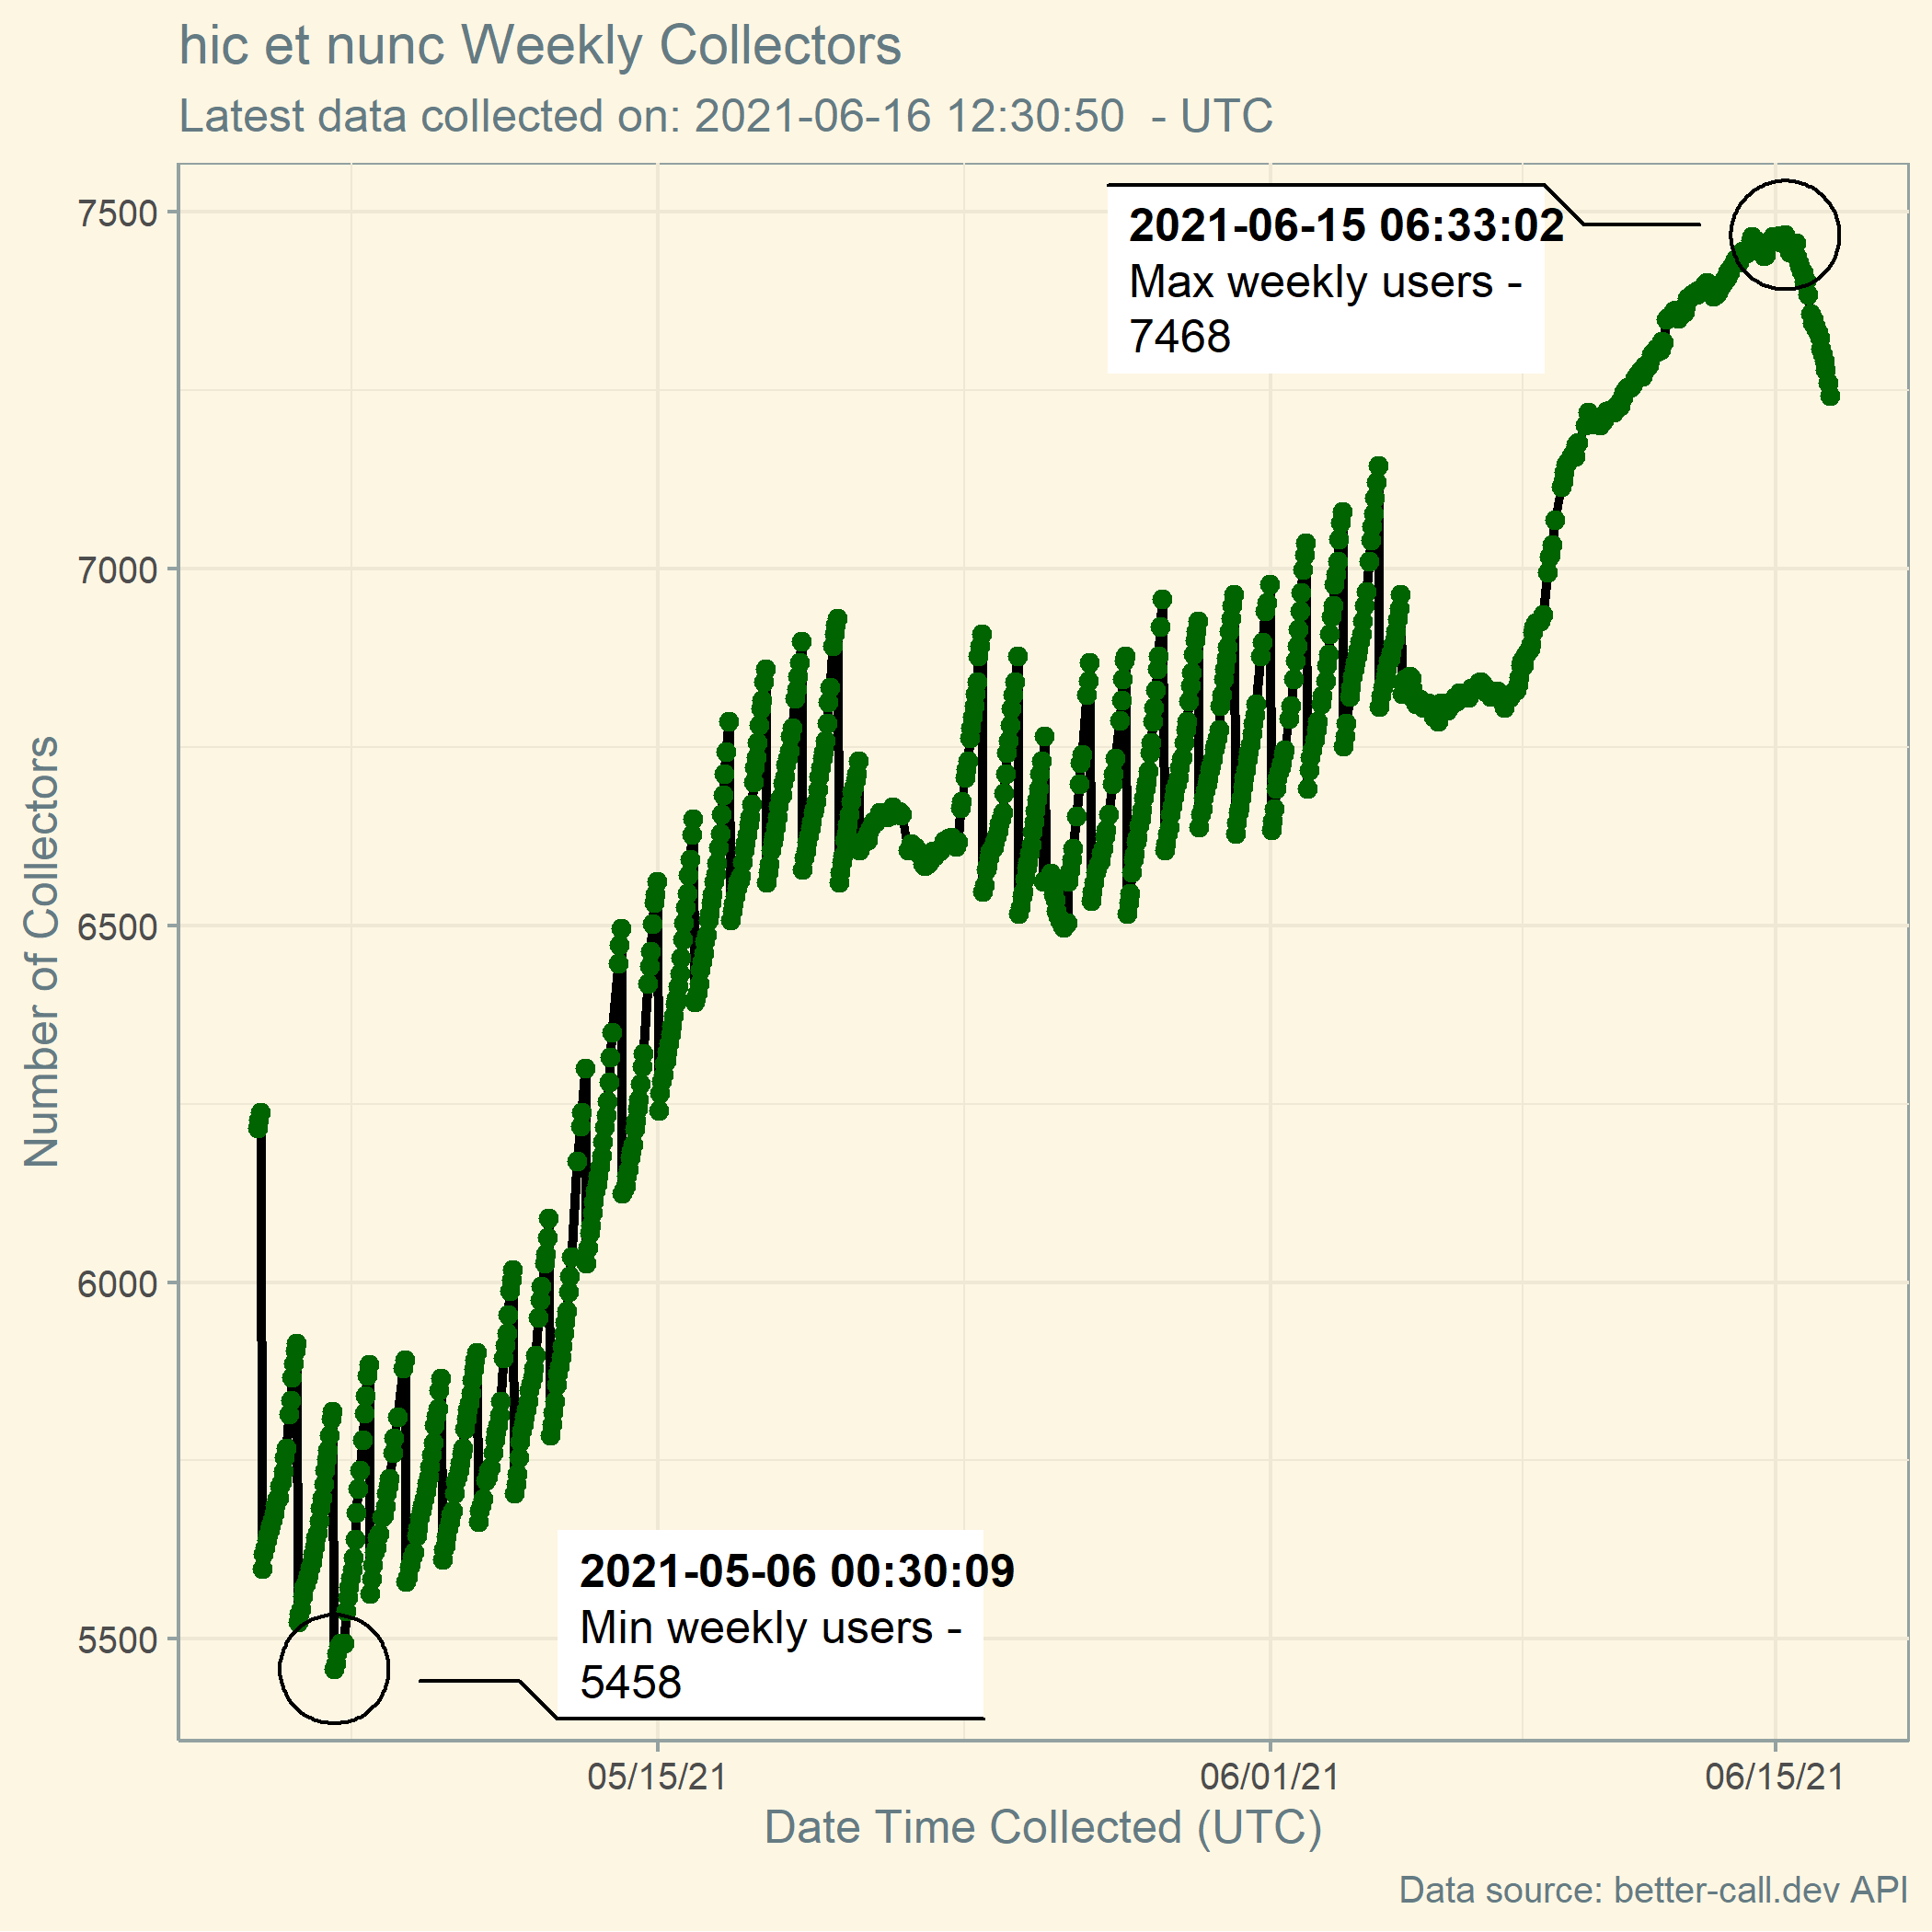 hic et nunc Weekly Collectors
Latest data collected on: 2021-06-16 12:30:50  - UTC
7500
7000
6500
6000
5500
Number of Collectors
2021-06-15 06:33:02
Max weekly users -
7468
2021-05-06 00:30:09
Min weekly users -
5458
05/15/21
06/01/21
06/15/21
Date Time Collected (UTC)
Data source: better-call.dev API